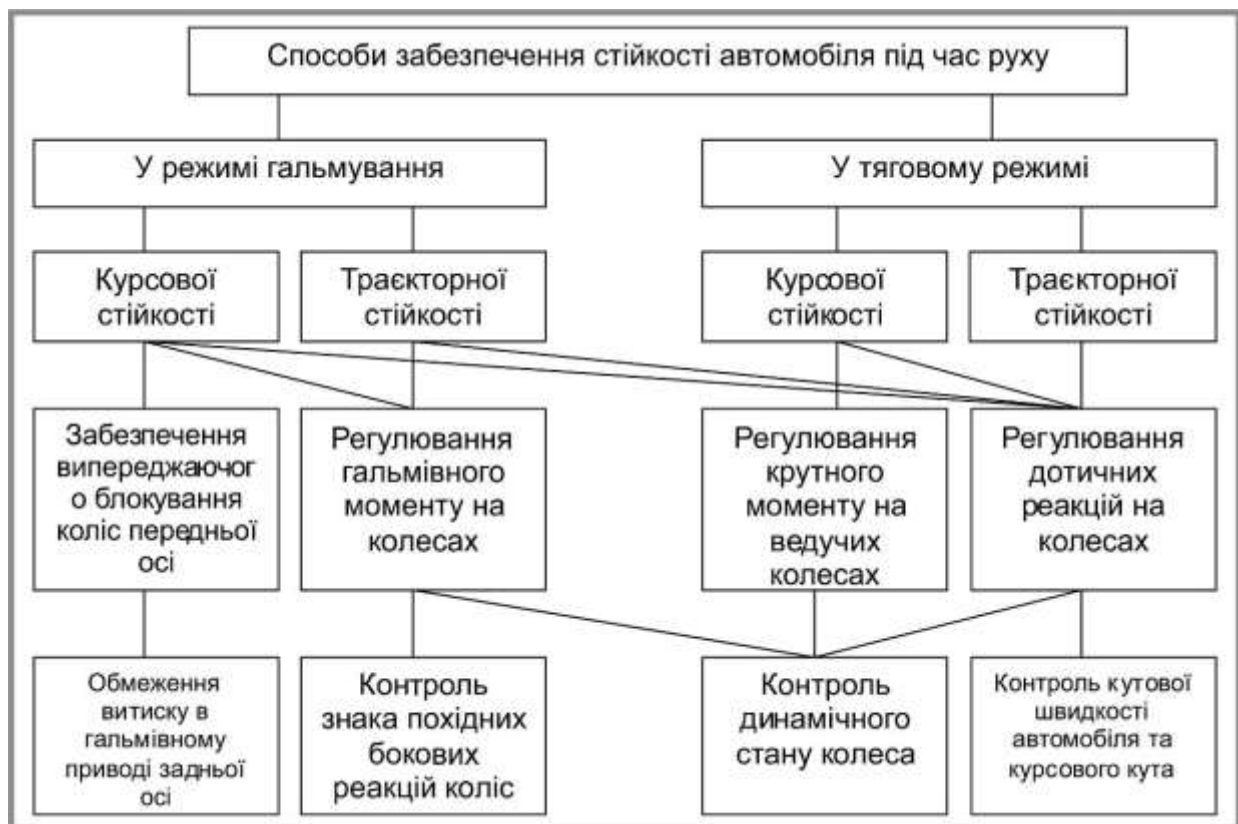 Способи забезпечення стійкості автомобіля під час руху
У режимі гальмування
У тяговому режимі
Курсової
стійкості
Траєкторної
стійкості
Курсової
стійкості
Траєкторної
стійкості
Забезпечення
випереджаючог
о блокування
коліс передньої
осі
Регулювання
гальмівного
моменту на
колесах
Регулювання
крутного
моменту на
ведучих
колесах
Регулювання
дотичних
реакцій на
колесах
Обмеження
витиску в
гальмівному
приводі задньої
осі
Контроль
знака похідних
бокових
реакцій коліс
Контроль
динамічного
стану колеса
Контроль кутової
швидкості
автомобіля та
курсового кута